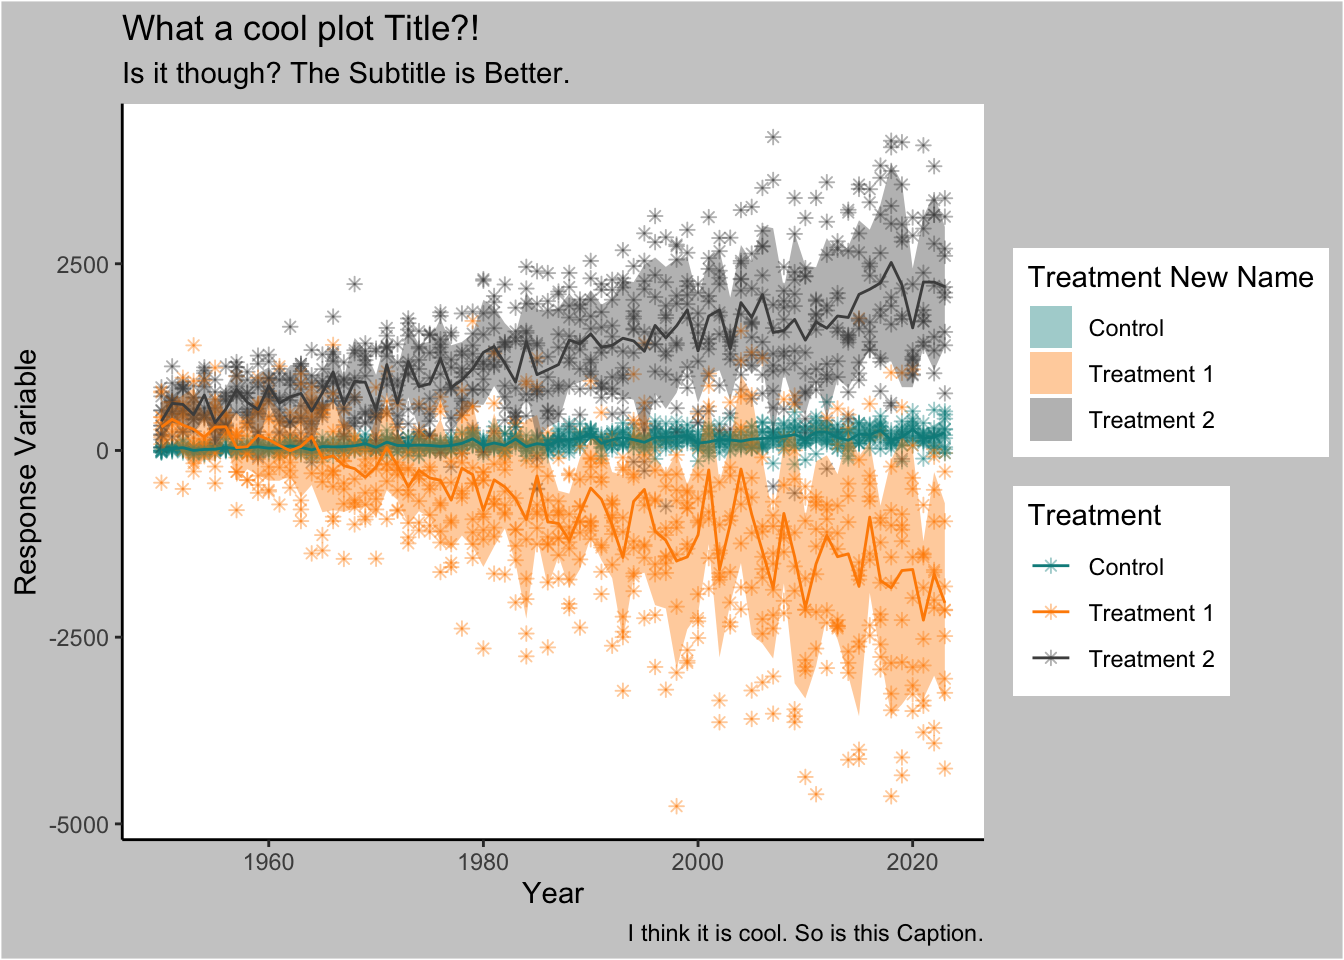 What a cool plot Title?!
Is it though? The Subtitle is Better.
Response Variable
2500
0
-2500
-5000
1960
1980
2000
2020
Year
I think it is cool. So is this Caption.
Treatment New Name
Control
Treatment 1
Treatment 2
Treatment
Control
Treatment 1
Treatment 2